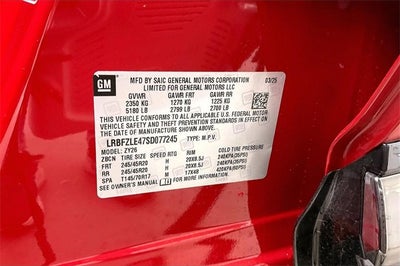 GM
MFD BY SAIC GENERAL MOTORS CORPORATION 03/25
LIMITED FOR GENERAL MOTORS LLC
GVWR GAWR FRT GAWR RR
2350 KG 1270 KG 1225 KG
5180 LB 2799 LB 2700 LB
THIS VEHICLE CONFORMS TO ALL APPLICABLE U.S. FEDERAL MOTOR
VEHICLE SAFETY AND THEFT PREVENTION STANDARDS IN EFFECT ON
THE DATE OF MANUFACTURE SHOWN ABOVE.
LRBFZLE47SD077245 TYPE: M.P.V.
MODEL: ZY26
ZBCN TIRE SIZE SPEED RTG RIM COLD TIRE PRESSURE
FRT 245/45R20 V 20X8.5J 240KPA(35PSI)
RR 245/45R20 V 20X8.5J 240KPA(35PSI)
SPA T145/70R17 M 17X4B 420KPA(60PSI)
SEE OWNER'S MANUAL FOR ADDITIONAL INFORMATION.